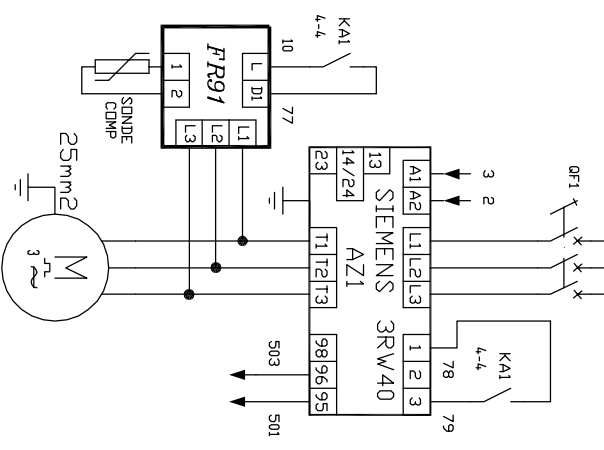 KA1
4-4
10
77
L
D1
FR91
1
2
L1
L2
L3
SONDE
COMP
25mm2
M
3
QF1
3
2
A1
A2
13
14/24
23
SIEMENS 3RW40
AZ1
L1
L2
L3
T1
T2
T3
1
2
3
98
96
95
78
79
KA1
4-4
503
501